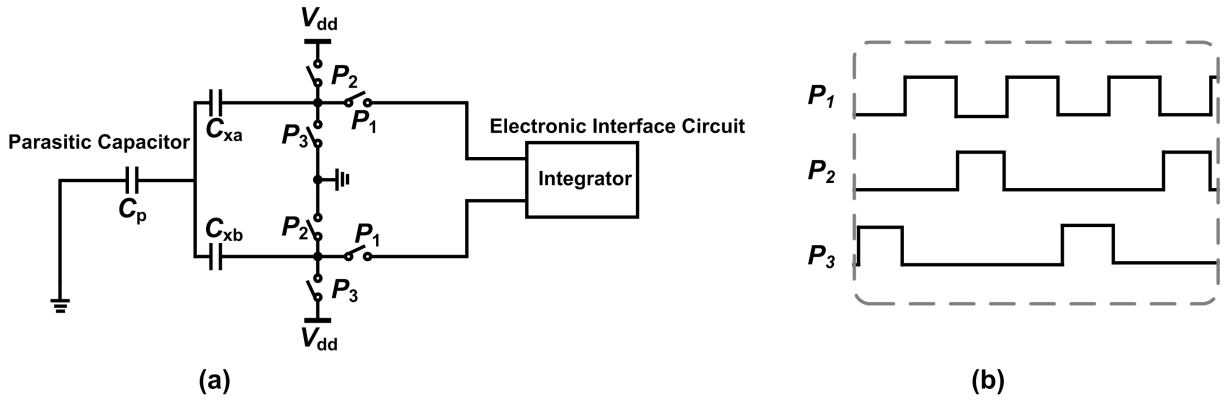 Vdd
P2
Cxa
P1
P3
Parasitic Capacitor
Electronic Interface Circuit
Integrator
Cp
Cxb
P2
P1
P3
Vdd
(a)
P1
P2
P3
(b)